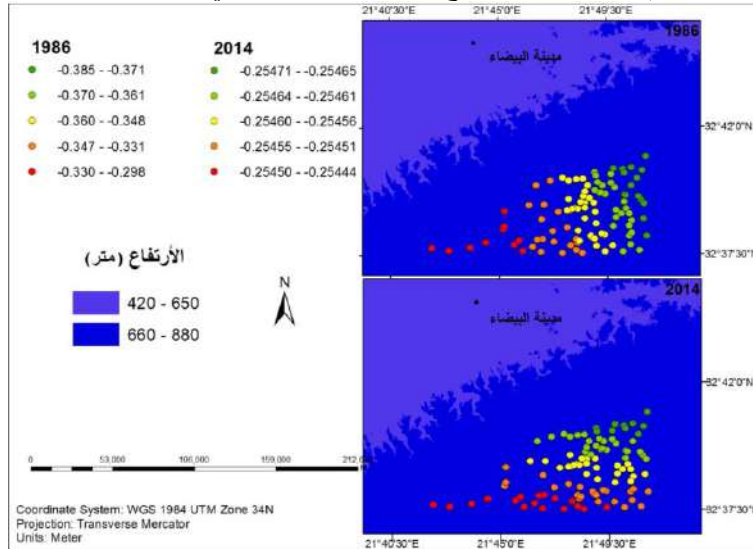 21°40'30"E 21°45'0"E 21°49'30"E
1986
مدينة البيضاء
32°42'0"N
32°37'30"N
1986
-0.385 - -0.371
-0.370 - -0.361
-0.360 - -0.348
-0.347 - -0.331
-0.330 - -0.298
2014
-0.25471 - -0.25465
-0.25464 - -0.25461
-0.25460 - -0.25456
-0.25455 - -0.25451
-0.25450 - -0.25444
الأرتفاع (متر)
420 - 650
660 - 880
N
2014
مدينة البيضاء
32°42'0"N
32°37'30"N
21°40'30"E 21°45'0"E 21°49'30"E
0 53,000 106,000 159,000
Coordinate System: WGS 1984 UTM Zone 34N
Projection: Transverse Mercator
Units: Meter